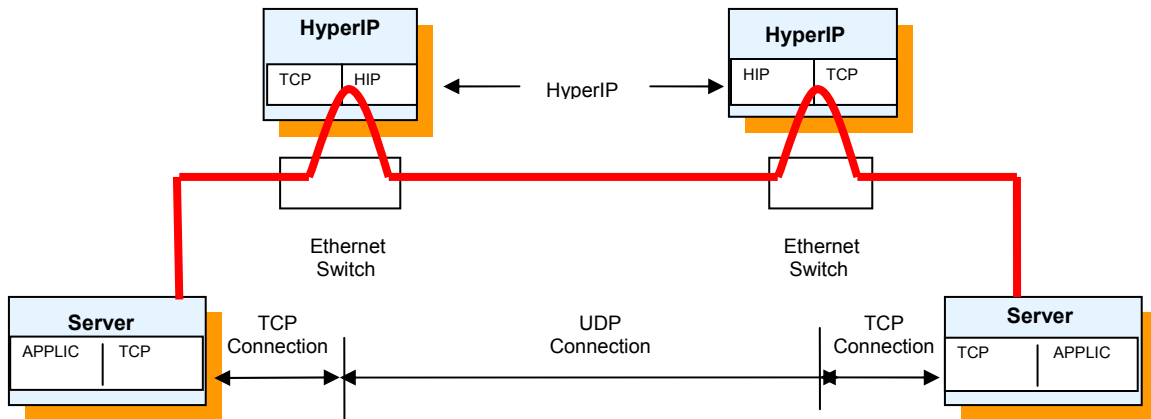 HyperIP
HyperIP
TCP
HIP
HIP
TCP
HyperIP
Ethernet
Switch
Ethernet
Switch
Server
APPLIC
TCP
TCP
Connection
UDP
Connection
TCP
Connection
Server
TCP
APPLIC